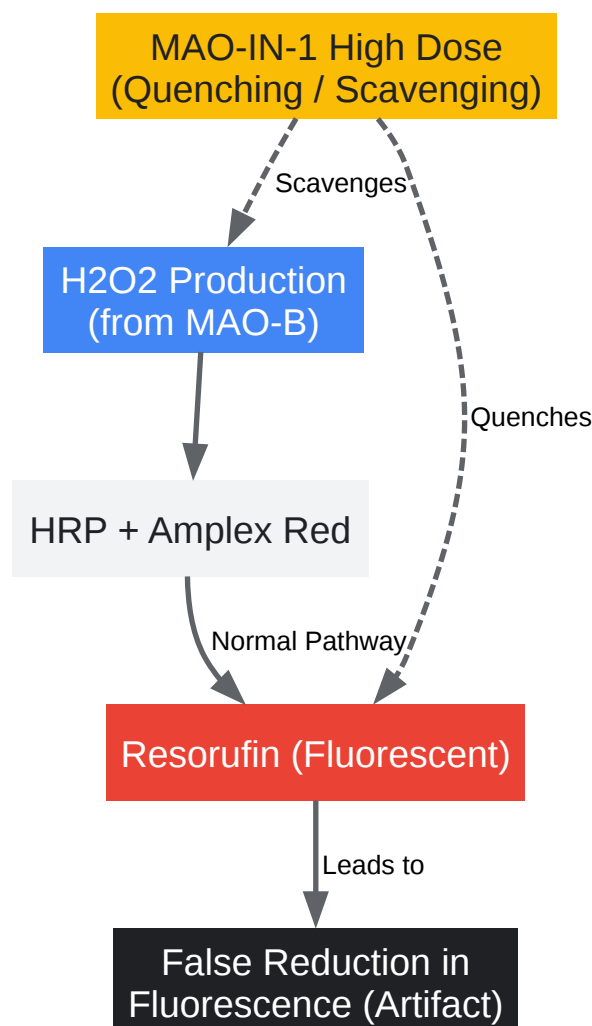 MAO-IN-1 High Dose
(Quenching / Scavenging)
Scavenges
H2O2 Production
(from MAO-B)
Quenches
HRP + Amplex Red
Normal Pathway
Resorufin (Fluorescent)
Leads to
False Reduction in
Fluorescence (Artifact)